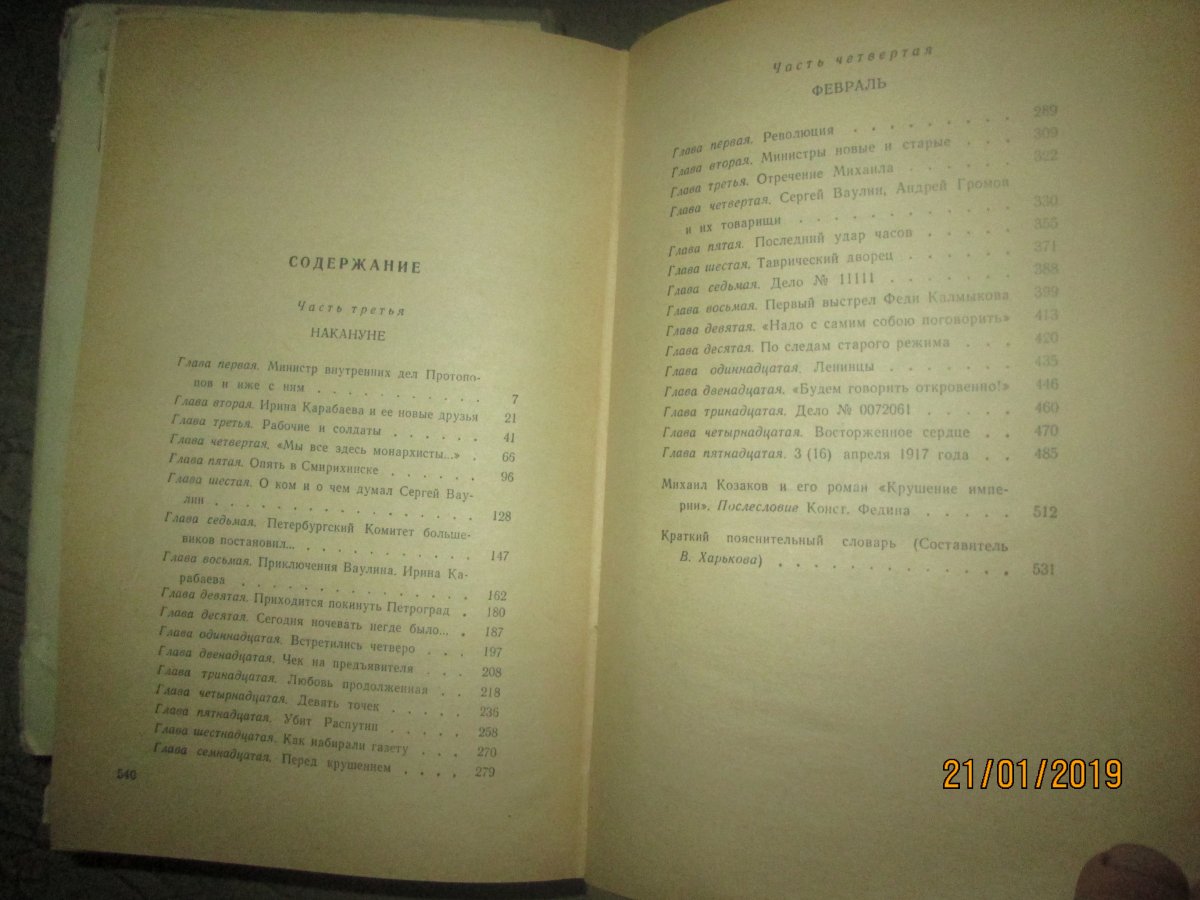 СОДЕРЖАНИЕ
Часть третья
НАКАНУНЕ
Глава первая. Министр внутренних дел Протопо-
пов и иже с ним . . . . . . . . . . . 7
Глава вторая. Ирина Карабаева и ее новые друзья 21
Глава третья. Рабочие и солдаты . . . . . . 41
Глава четвертая. «Мы все здесь монархисты...» . 66
Глава пятая. Опять в Смирихинске . . . . . 96
Глава шестая. О ком и о чем думал Сергей Вау-
лин . . . . . . . . . . . . . . . . 128
Глава седьмая. Петербургский Комитет больше-
виков постановил... . . . . . . . . . . 147
Глава восьмая. Приключения Ваулина. Ирина Ка-
рабаева . . . . . . . . . . . . . . 162
Глава девятая. Приходится покинуть Петроград . 180
Глава десятая. Сегодня ночевать негде было... . 187
Глава одиннадцатая. Встретились четверо . . . 197
Глава двенадцатая. Чек на предъявителя . . . 208
Глава тринадцатая. Любовь продолженная . . 218
Глава четырнадцатая. Девять точек . . . . . 236
Глава пятнадцатая. Убит Распутин . . . . . 258
Глава шестнадцатая. Как набирали газету . . . 270
Глава семнадцатая. Перед крушением . . . . 279
540
Часть четвертая
ФЕВРАЛЬ
Глава первая. Революция . . . . . . . . . 289
Глава вторая. Министры новые и старые . . . 309
Глава третья. Отречение Михаила . . . . . . 322
Глава четвертая. Сергей Ваулин, Андрей Громов
и их товарищи . . . . . . . . . . . . 330
Глава пятая. Последний удар часов . . . . . 355
Глава шестая. Таврический дворец . . . . . . 371
Глава седьмая. Дело № 11111 . . . . . . . 388
Глава восьмая. Первый выстрел Феди Калмыкова 399
Глава девятая. «Надо с самим собою поговорить» 413
Глава десятая. По следам старого режима . . . 420
Глава одиннадцатая. Ленинцы . . . . . . . 435
Глава двенадцатая. «Будем говорить откровенно!» 446
Глава тринадцатая. Дело № 0072061 . . . . . 460
Глава четырнадцатая. Восторженное сердце . . 470
Глава пятнадцатая. 3 (16) апреля 1917 года . . 485
Михаил Козаков и его роман «Крушение импе-
рии». Послесловие Конст. Федина . . . . . 512
Краткий пояснительный словарь (Составитель
В. Харькова) . . . . . . . . . . . . . 531
21/01/2019